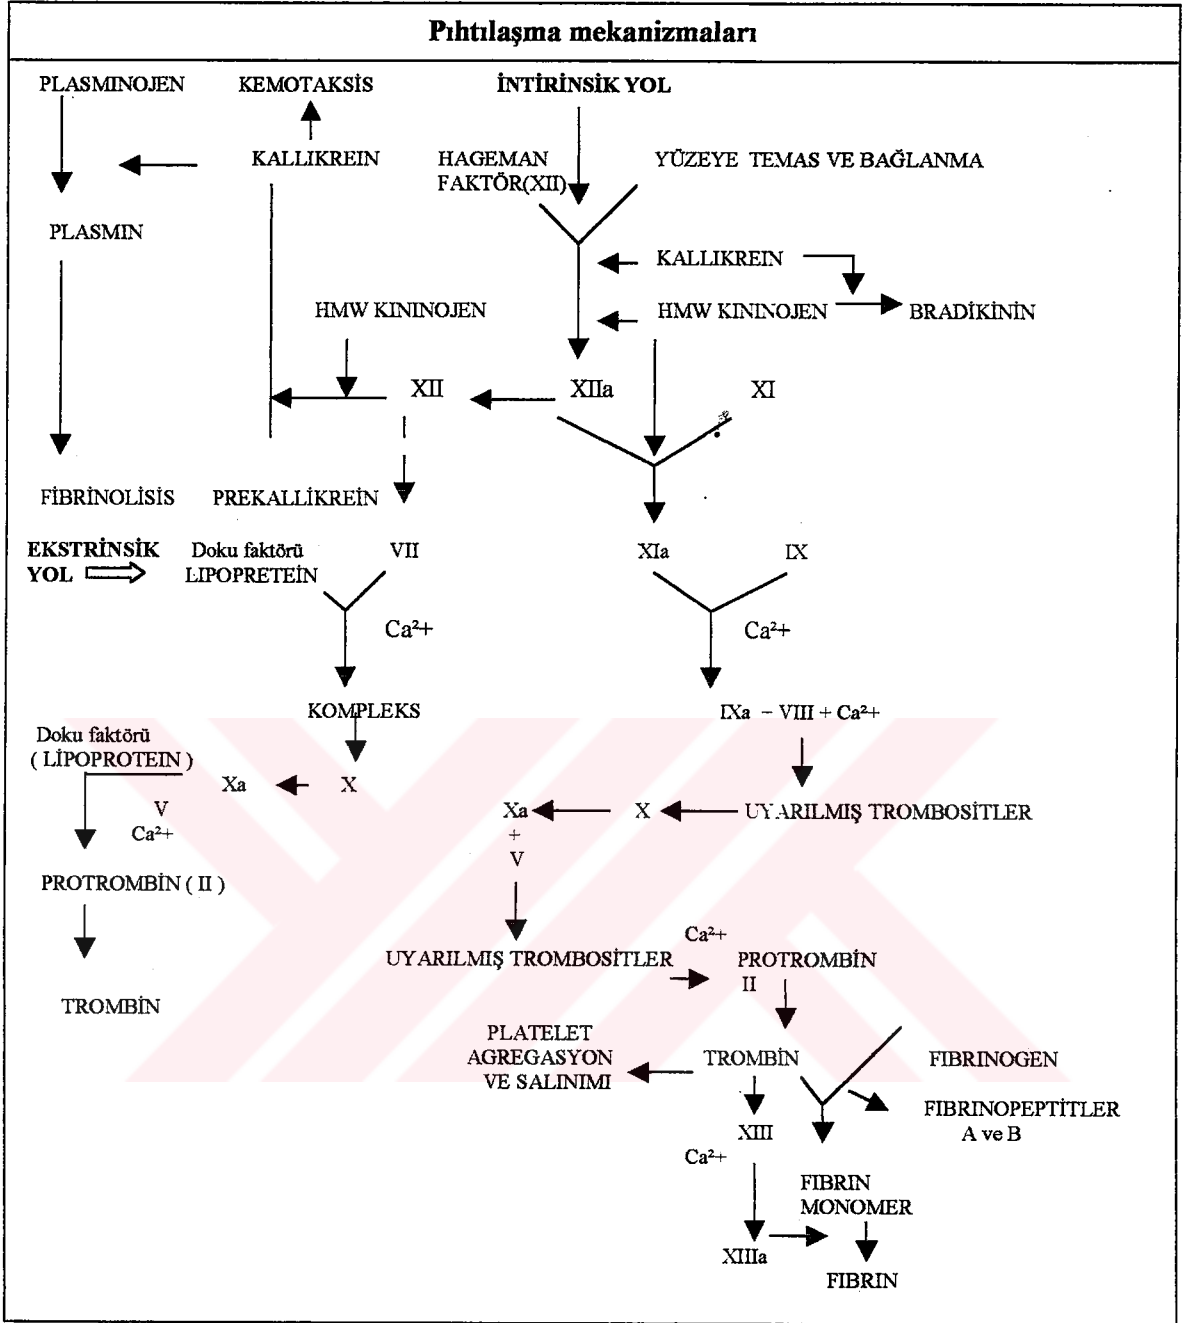 Pıhtılaşma mekanizmaları
PLASMINOJEN KEMOTAKSİS İNTİRİNSİK YOL
KALLIKREIN HAGEMAN YÜZEYE TEMAS VE BAĞLANMA
FAKTÖR(XII)
PLASMIN
KALLIKREIN
HMW KININOJEN HMW KININOJEN BRADİKİNİN
XII XIIa XI
FİBRİNOLİSİS PREKALLİKREİN
EKSTRİNSİK Doku faktörü VII XIa IX
YOL LIPOPRETEİN
Ca²+ Ca²+
KOMPLEKS IXa - VIII + Ca²+
Doku faktörü
( LİPOPROTEIN )
Xa X
V Xa X UYARILMIŞ TROMBOSİTLER
Ca²+ +
V
PROTROMBİN ( II )
Ca²+
UYARILMIŞ TROMBOSİTLER PROTROMBİN
II
TROMBİN
PLATELET
AGREGASYON TROMBİN FIBRINOGEN
VE SALINIMI
FIBRINOPEPTİTLER
XIII A ve B
Ca²+
FIBRIN
MONOMER
XIIIa
FIBRIN